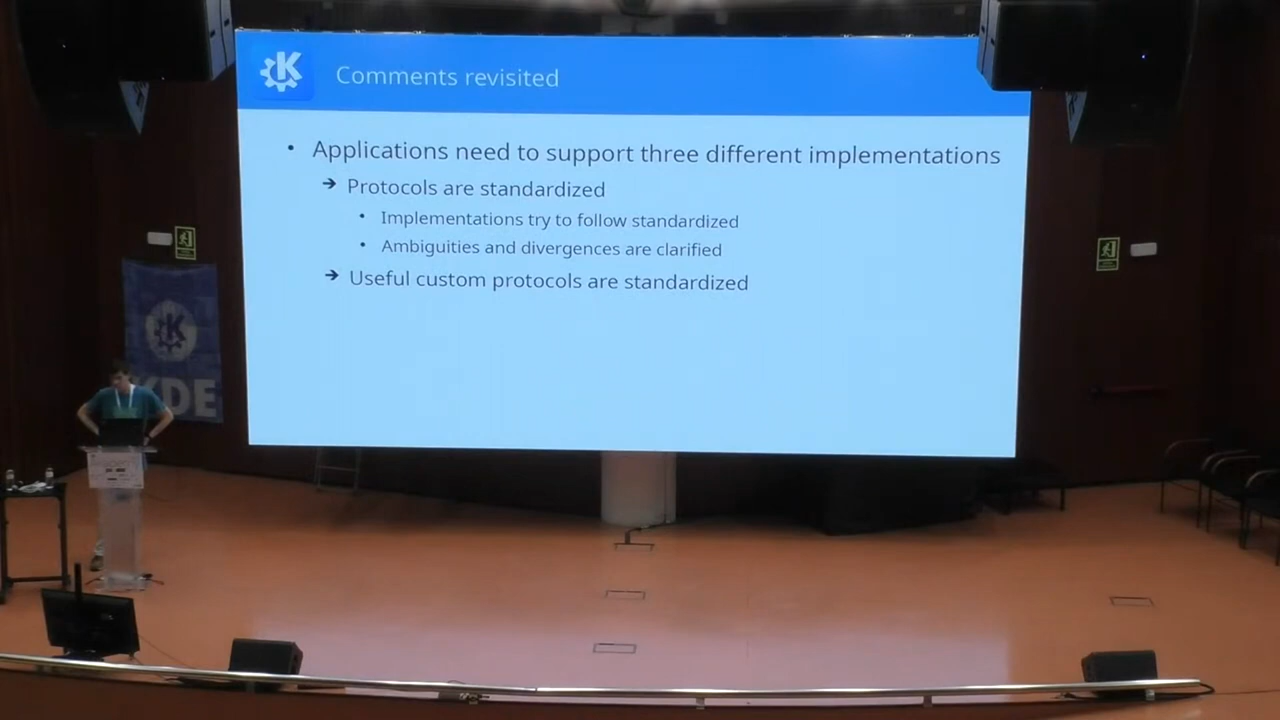 Comments revisited
• Applications need to support three different implementations
➔ Protocols are standardized
• Implementations try to follow standardized
• Ambiguities and divergences are clarified
➔ Useful custom protocols are standardized
KDE